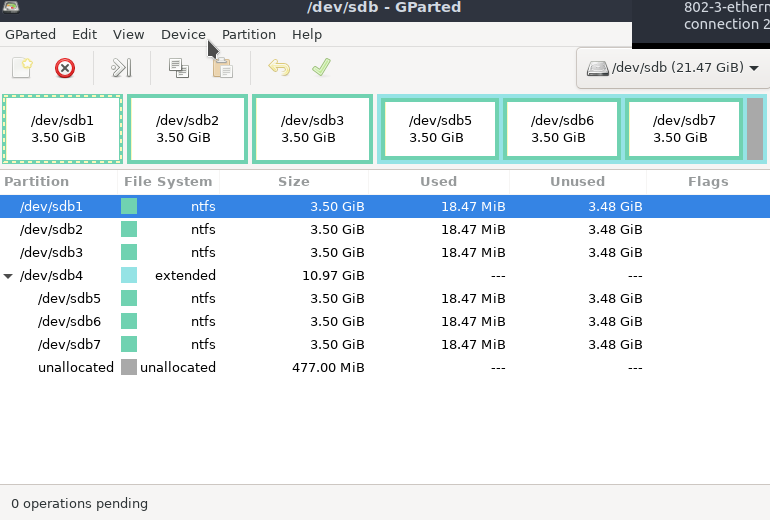 /dev/sdb - GParted
802-3-ethern
connection 2
GParted Edit View Device Partition Help
/dev/sdb (21.47 GiB)
/dev/sdb1 /dev/sdb2 /dev/sdb3 /dev/sdb5 /dev/sdb6 /dev/sdb7
3.50 GiB 3.50 GiB 3.50 GiB 3.50 GiB 3.50 GiB 3.50 GiB
Partition File System Size Used Unused Flags
/dev/sdb1 ntfs 3.50 GiB 18.47 MiB 3.48 GiB
/dev/sdb2 ntfs 3.50 GiB 18.47 MiB 3.48 GiB
/dev/sdb3 ntfs 3.50 GiB 18.47 MiB 3.48 GiB
/dev/sdb4 extended 10.97 GiB --- ---
/dev/sdb5 ntfs 3.50 GiB 18.47 MiB 3.48 GiB
/dev/sdb6 ntfs 3.50 GiB 18.47 MiB 3.48 GiB
/dev/sdb7 ntfs 3.50 GiB 18.47 MiB 3.48 GiB
unallocated unallocated 477.00 MiB --- ---
0 operations pending